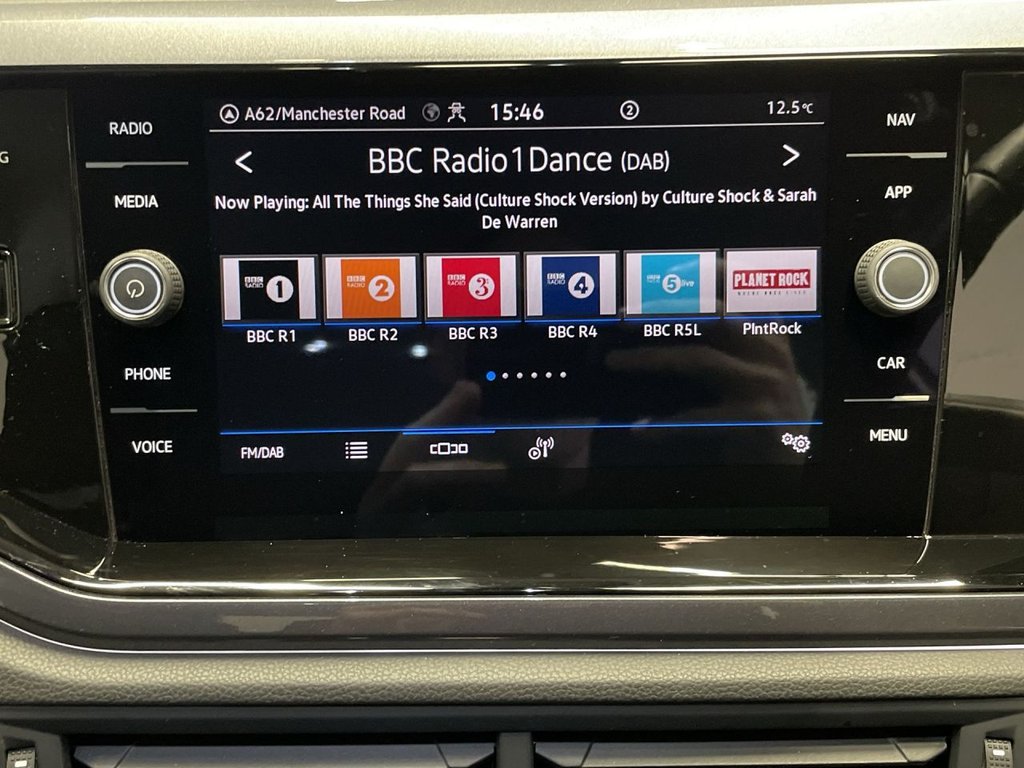 A62/Manchester Road 15:46 2 12.5°C
RADIO
NAV
G
BBC Radio1Dance (DAB)
MEDIA
APP
Now Playing: All The Things She Said (Culture Shock Version) by Culture Shock & Sarah
De Warren
BBC RADIO 1
BBC RADIO 2
BBC RADIO 3
BBC RADIO 4
BBC 5 live
PLANET ROCK
BBC R1 BBC R2 BBC R3 BBC R4 BBC R5L PlntRock
PHONE
CAR
VOICE
MENU
FM/DAB